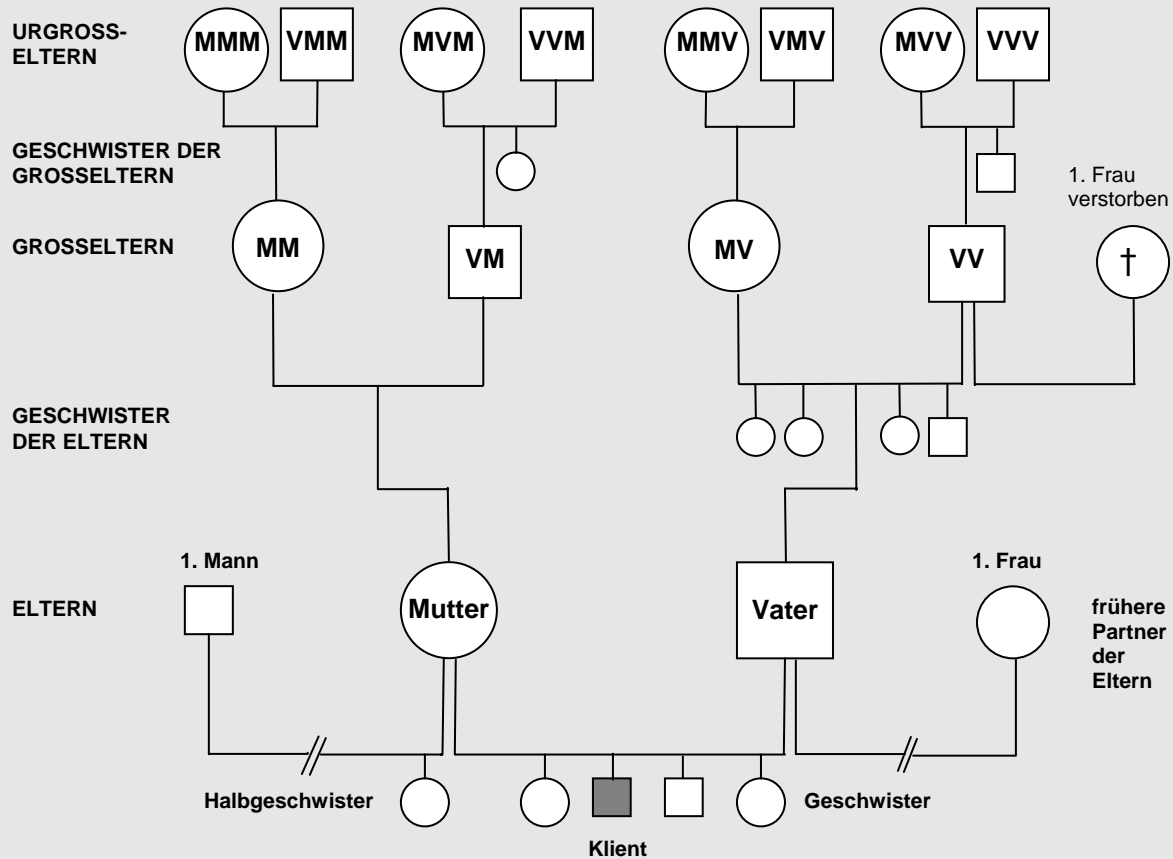 URGROSS-
ELTERN
MMM VMM MVM VVM MMV VMV MVV VVV
GESCHWISTER DER
GROSSELTERN
1. Frau
verstorben
GROSSELTERN
MM VM MV VV †
GESCHWISTER
DER ELTERN
1. Mann
1. Frau
ELTERN
Mutter
Vater
frühere
Partner
der
Eltern
Halbgeschwister
Geschwister
Klient